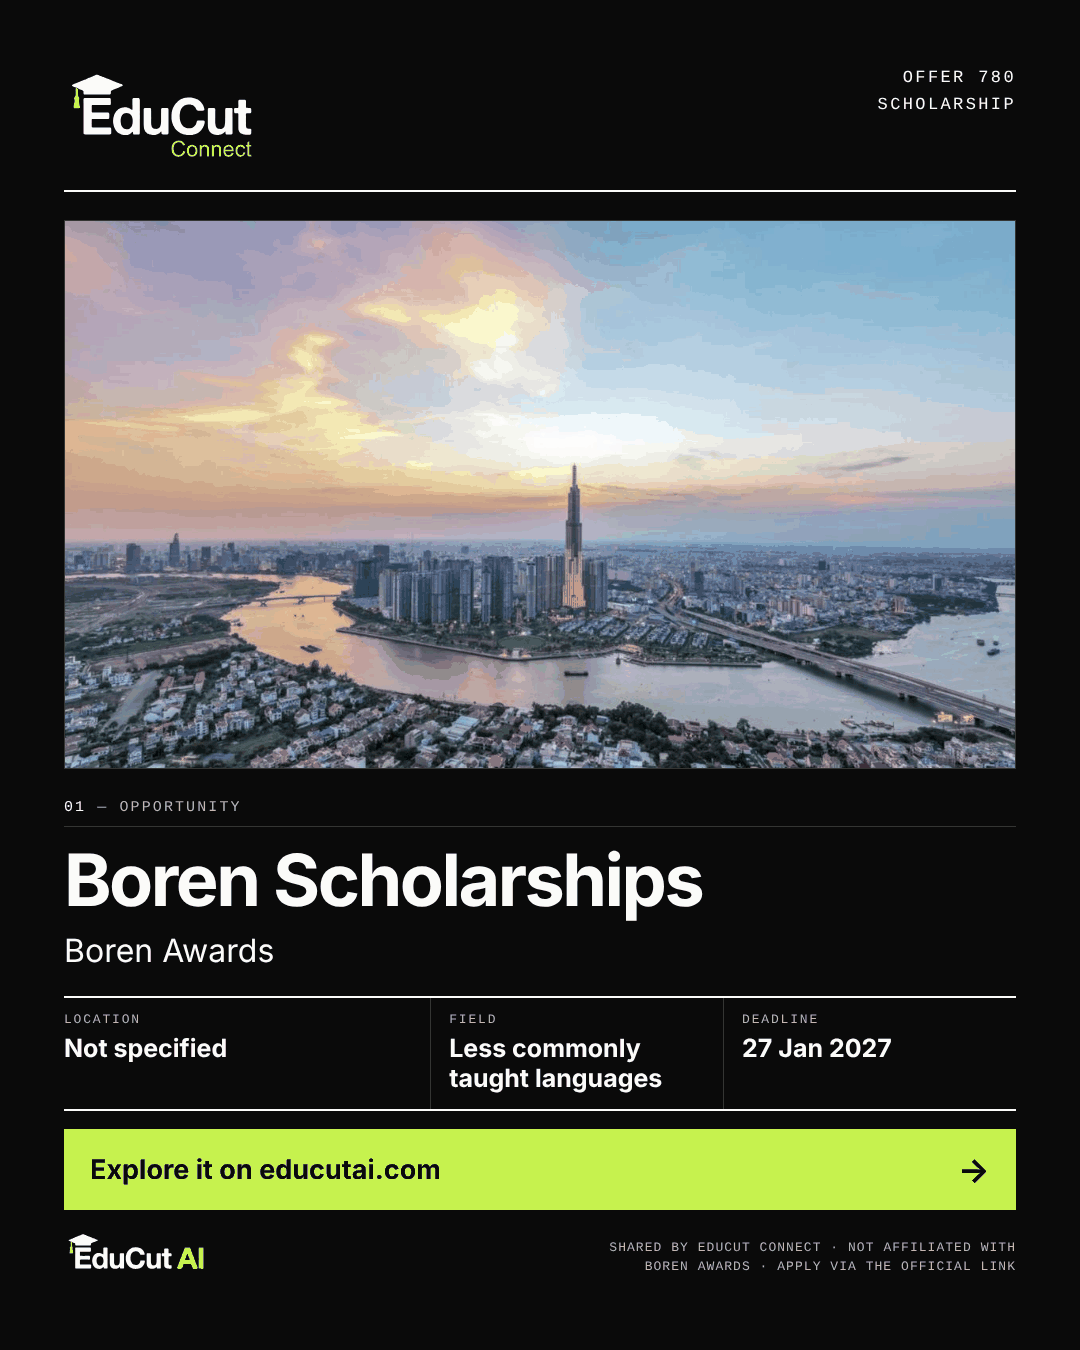 EduCut
Connect
OFFER 780
SCHOLARSHIP
01 — OPPORTUNITY
Boren Scholarships
Boren Awards
LOCATION
Not specified
FIELD
Less commonly
taught languages
DEADLINE
27 Jan 2027
Explore it on educutai.com →
EduCut AI
SHARED BY EDUCUT CONNECT · NOT AFFILIATED WITH
BOREN AWARDS · APPLY VIA THE OFFICIAL LINK